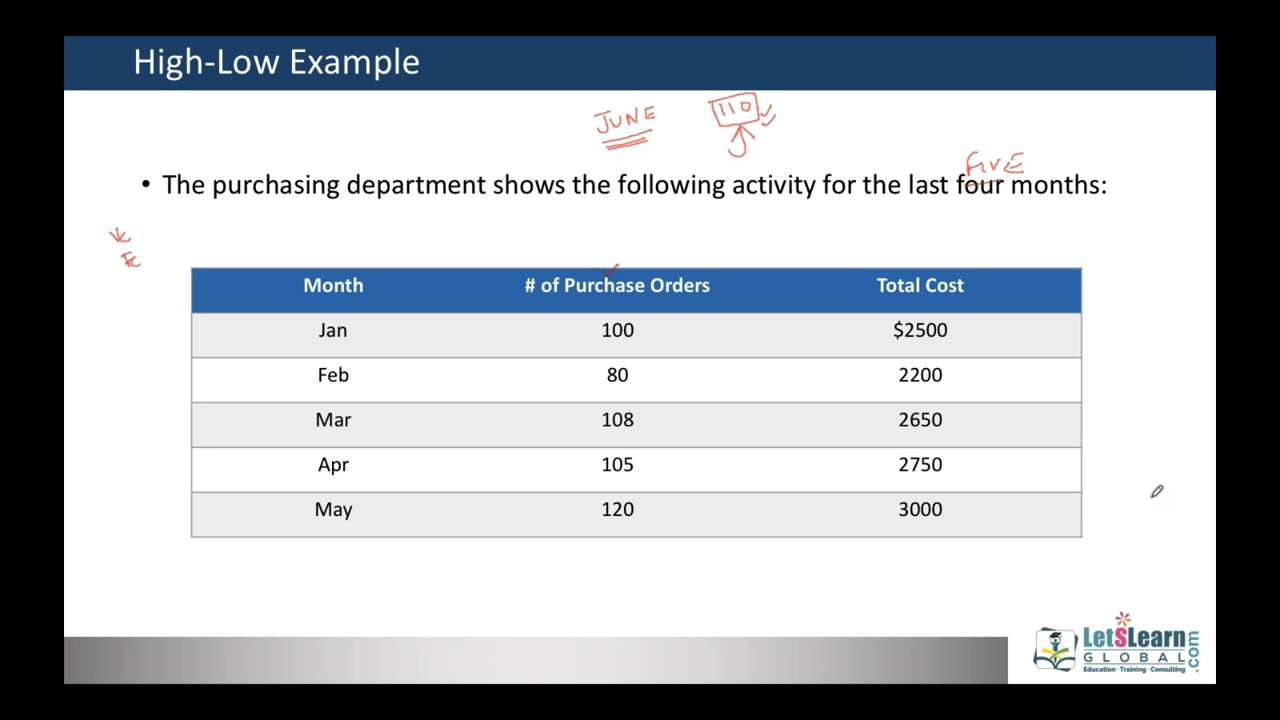 High-Low Example
JUNE 110
FIVE
• The purchasing department shows the following activity for the last four months:
Month # of Purchase Orders Total Cost
Jan 100 $2500
Feb 80 2200
Mar 108 2650
Apr 105 2750
May 120 3000
LetsLearn
GLOBAL
.com
Education · Training · Consulting